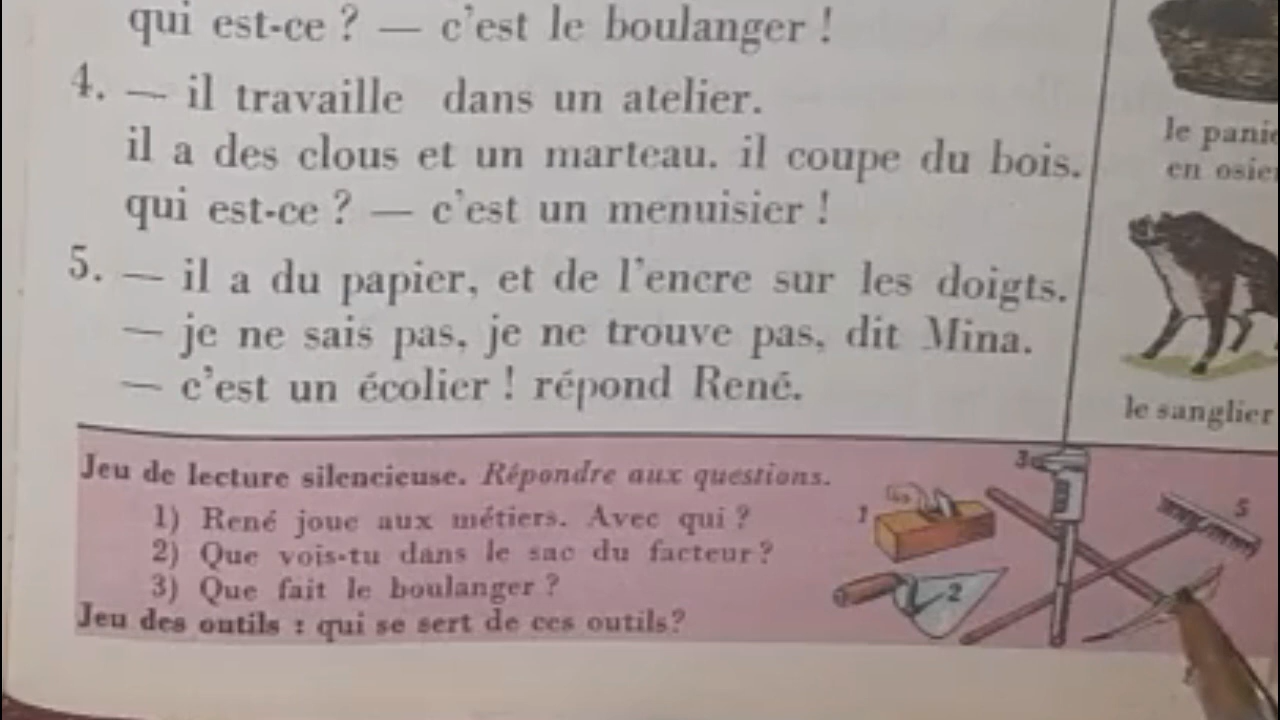 qui est-ce ? — c'est le boulanger !
4. — il travaille dans un atelier.
il a des clous et un marteau. il coupe du bois.
qui est-ce ? — c'est un menuisier !
5. — il a du papier, et de l'encre sur les doigts.
— je ne sais pas, je ne trouve pas, dit Mina.
— c'est un écolier ! répond René.
le
en
le sanglier
Jeu de lecture silencieuse. Répondre aux questions.
1) René joue aux métiers. Avec qui ?
2) Que vois-tu dans le sac du facteur ?
3) Que fait le boulanger ?
Jeu des outils : qui se sert de ces outils?
1
2
3
5